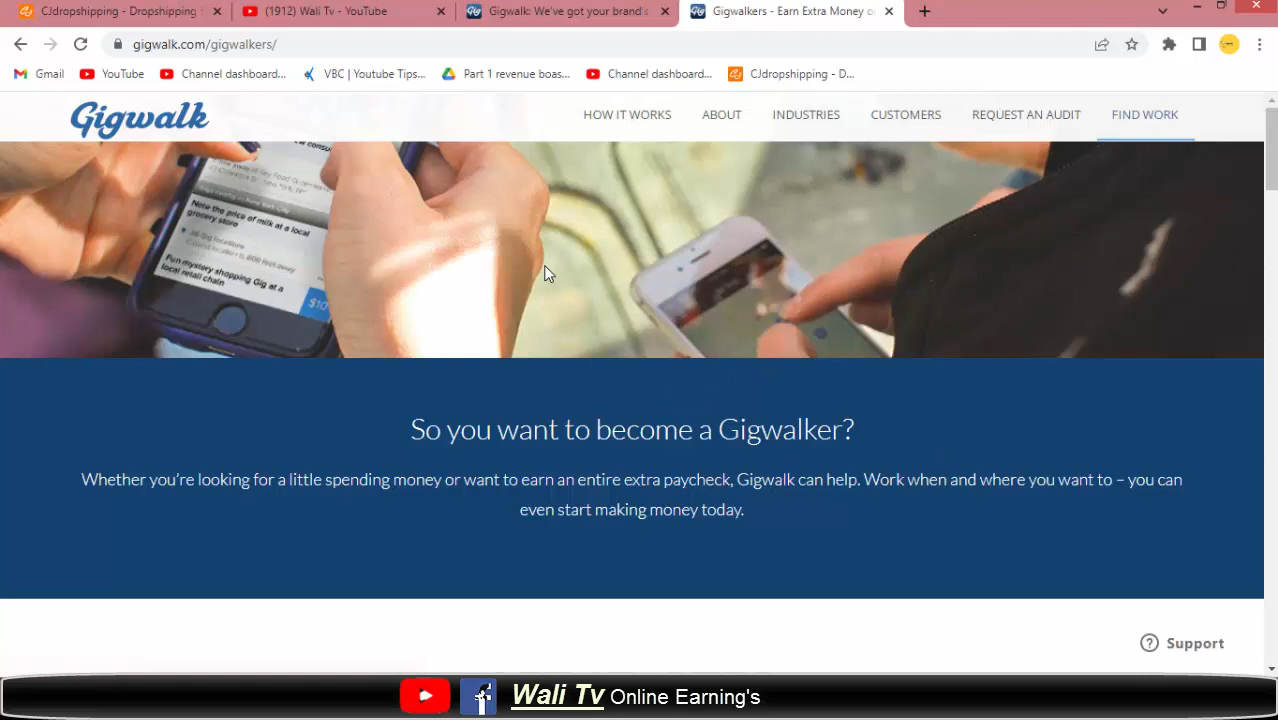 CJdropshipping - Dropshipping
(1912) Wali Tv - YouTube
Gigwalk: We've got your brand's
Gigwalkers - Earn Extra Money o
gigwalk.com/gigwalkers/
Gmail
YouTube
Channel dashboard...
VBC | Youtube Tips...
Part 1 revenue boas...
Channel dashboard...
CJdropshipping - D...
Gigwalk
HOW IT WORKS
ABOUT
INDUSTRIES
CUSTOMERS
REQUEST AN AUDIT
FIND WORK
Note the price of milk at a local
grocery store
Fun mystery shopping Gig at a
local retail chain
$10
So you want to become a Gigwalker?
Whether you're looking for a little spending money or want to earn an entire extra paycheck, Gigwalk can help. Work when and where you want to – you can
even start making money today.
Support
Wali Tv Online Earning's